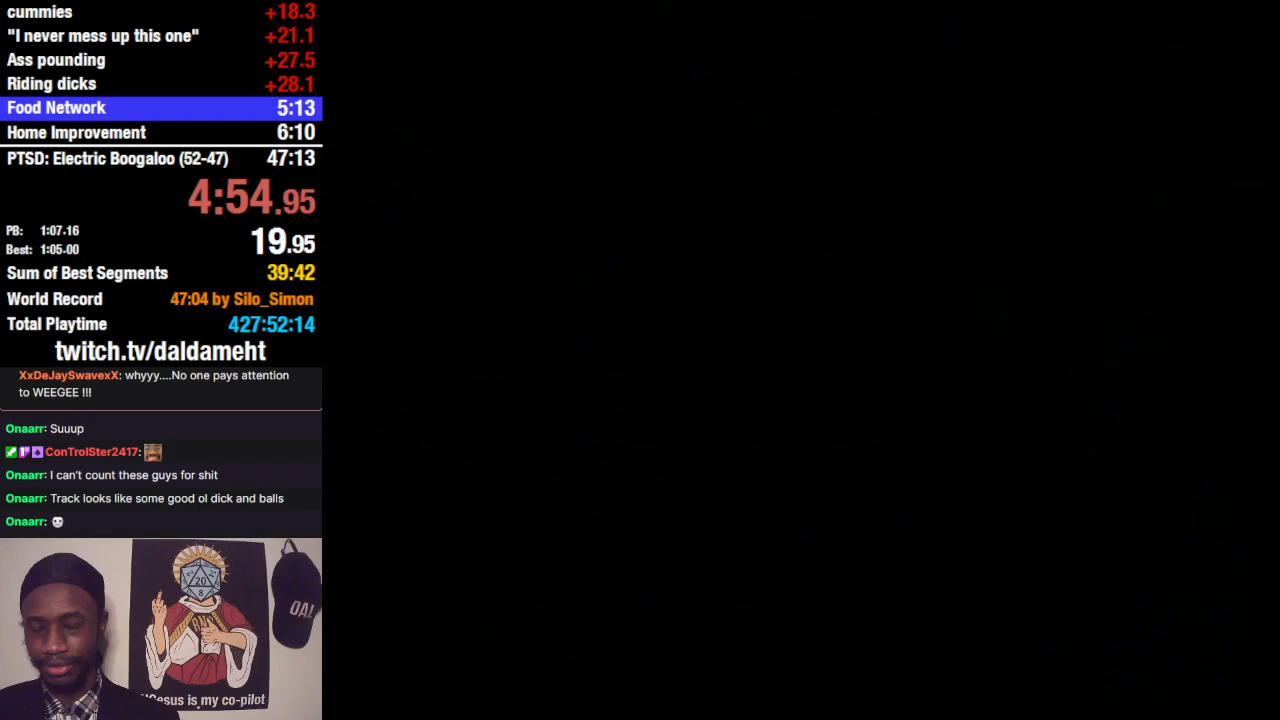 cummies +18.3
"I never mess up this one" +21.1
Ass pounding +27.5
Riding dicks +28.1
Food Network 5:13
Home Improvement 6:10
PTSD: Electric Boogaloo (52-47) 47:13
4:54.95
PB: 1:07.16
19.95
Best: 1:05.00
Sum of Best Segments 39:42
World Record 47:04 by Silo_Simon
Total Playtime 427:52:14
twitch.tv/daldameht
XxDeJaySwavexX: whyyy....No one pays attention
to WEEGEE !!!
Onaarr: Suuup
ConTrolSter2417:
Onaarr: I can't count these guys for shit
Onaarr: Track looks like some good ol dick and balls
Onaarr:
20
8
is my co-pilot